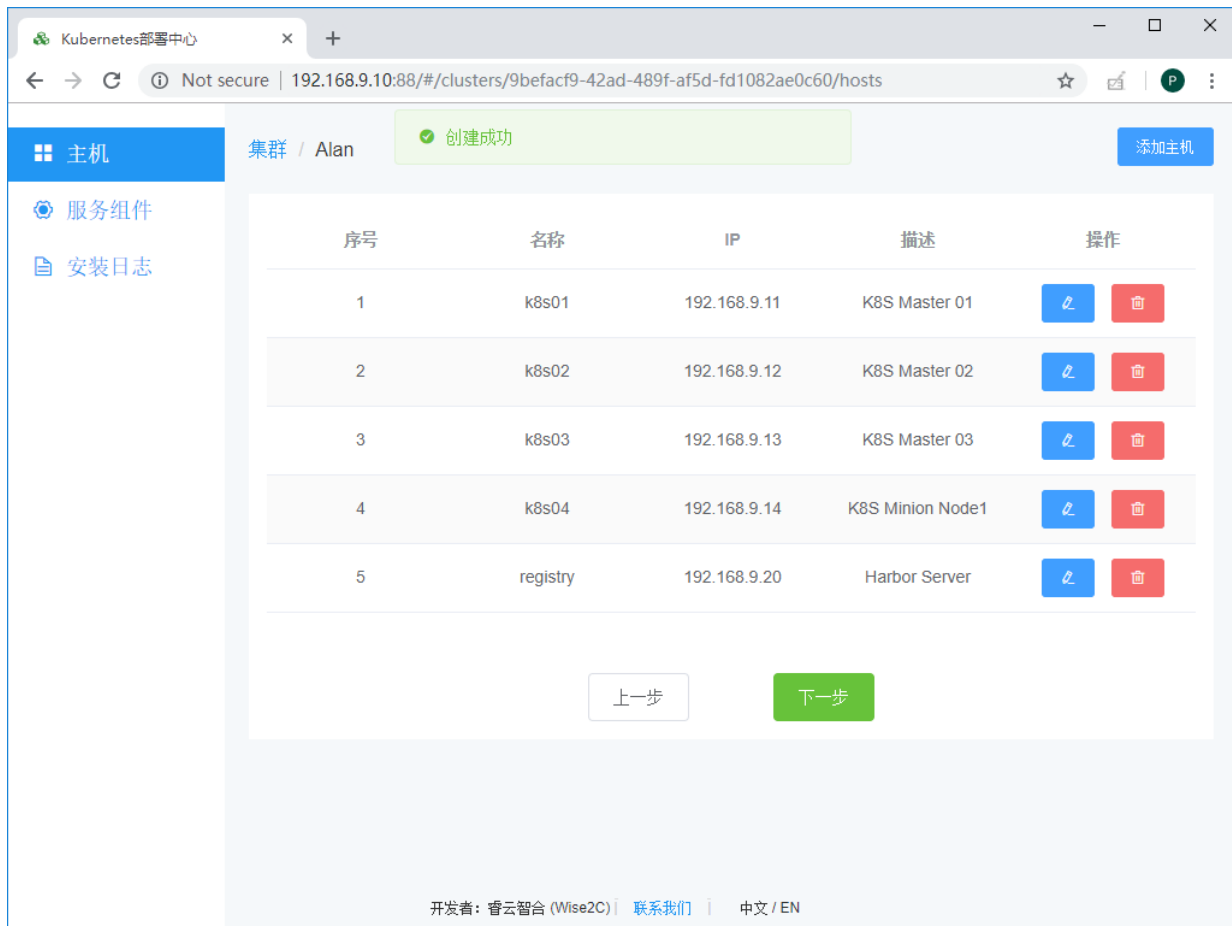 Kubernetes部署中心
Not secure | 192.168.9.10:88/#/clusters/9befacf9-42ad-489f-af5d-fd1082ae0c60/hosts
P
主机
服务组件
安装日志
集群 / Alan
创建成功
添加主机
序号 名称 IP 描述 操作
1 k8s01 192.168.9.11 K8S Master 01
2 k8s02 192.168.9.12 K8S Master 02
3 k8s03 192.168.9.13 K8S Master 03
4 k8s04 192.168.9.14 K8S Minion Node1
5 registry 192.168.9.20 Harbor Server
上一步 下一步
开发者：睿云智合 (Wise2C) | 联系我们 | 中文 / EN